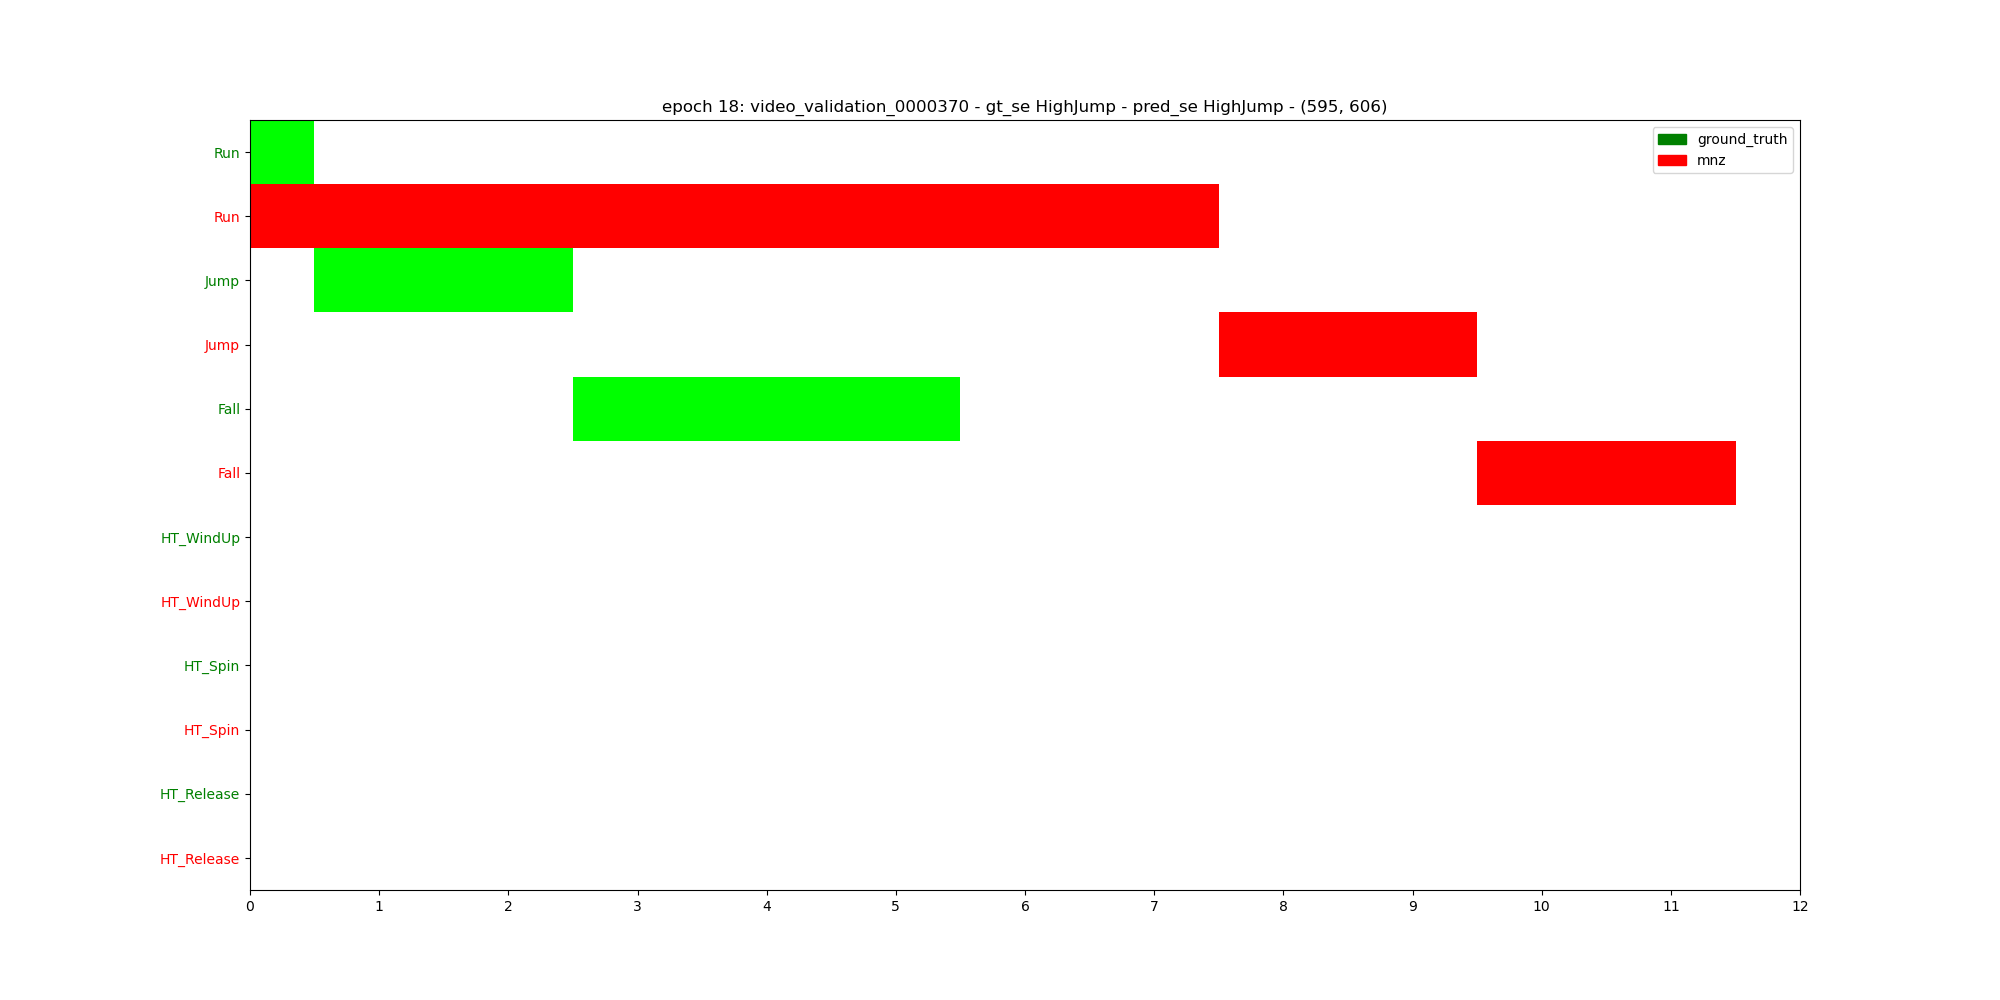 epoch 18: video_validation_0000370 - gt_se HighJump - pred_se HighJump - (595, 606)
ground_truth
mnz
Run
Run
Jump
Jump
Fall
Fall
HT_WindUp
HT_WindUp
HT_Spin
HT_Spin
HT_Release
HT_Release
0 1 2 3 4 5 6 7 8 9 10 11 12